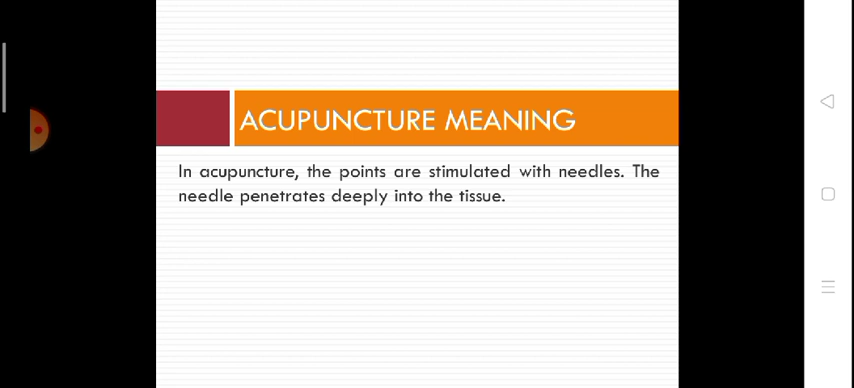 ACUPUNCTURE MEANING
In acupuncture, the points are stimulated with needles. The
needle penetrates deeply into the tissue.